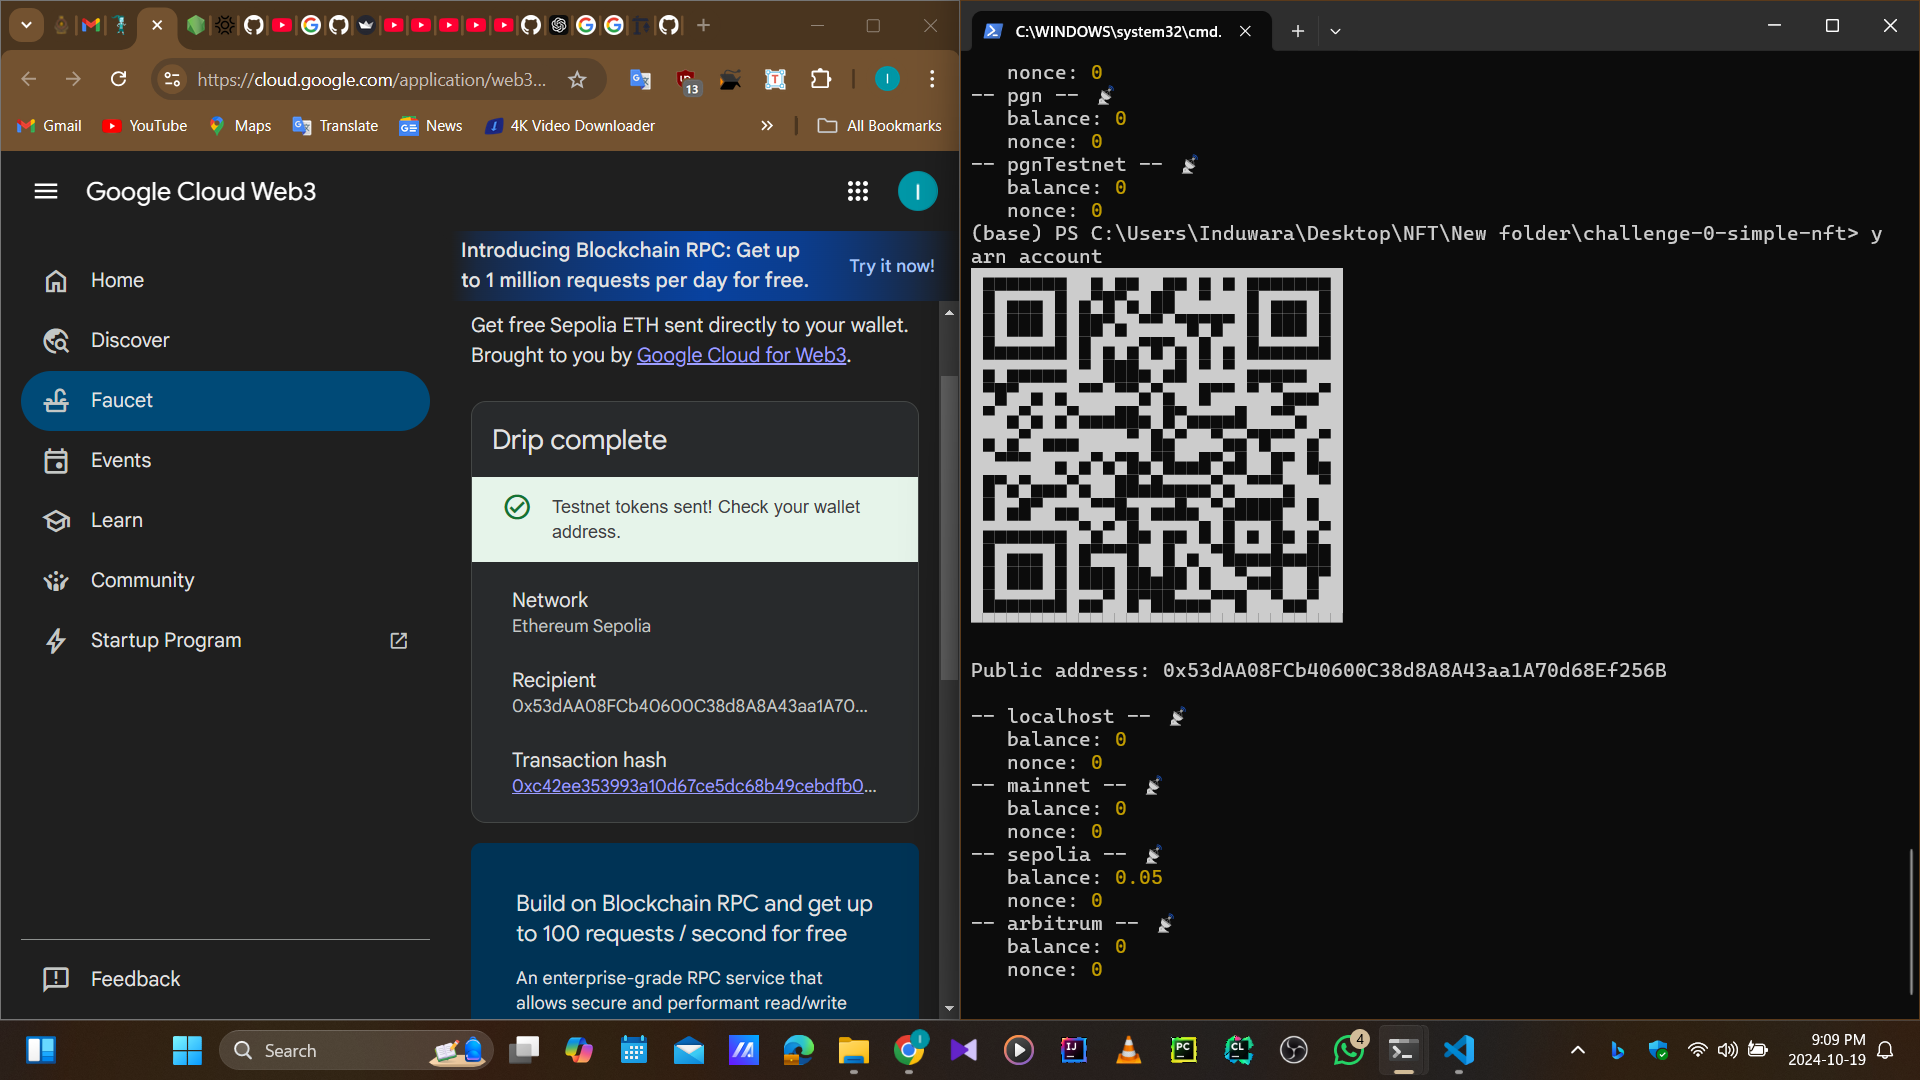 https://cloud.google.com/application/web3...
13
I
Gmail
YouTube
Maps
Translate
News
4K Video Downloader
All Bookmarks
Google Cloud Web3
I
Home
Discover
Faucet
Events
Learn
Community
Startup Program
Feedback
Introducing Blockchain RPC: Get up
to 1 million requests per day for free.
Try it now!
Get free Sepolia ETH sent directly to your wallet.
Brought to you by Google Cloud for Web3.
Drip complete
Testnet tokens sent! Check your wallet
address.
Network
Ethereum Sepolia
Recipient
0x53dAA08FCb40600C38d8A8A43aa1A70...
Transaction hash
0xc42ee353993a10d67ce5dc68b49cebdfb0...
Build on Blockchain RPC and get up
to 100 requests / second for free
An enterprise-grade RPC service that
allows secure and performant read/write
C:\WINDOWS\system32\cmd.
nonce: 0
-- pgn --
balance: 0
nonce: 0
-- pgnTestnet --
balance: 0
nonce: 0
(base) PS C:\Users\Induwara\Desktop\NFT\New folder\challenge-0-simple-nft> y
arn account
Public address: 0x53dAA08FCb40600C38d8A8A43aa1A70d68Ef256B
-- localhost --
balance: 0
nonce: 0
-- mainnet --
balance: 0
nonce: 0
-- sepolia --
balance: 0.05
nonce: 0
-- arbitrum --
balance: 0
nonce: 0
Search
4
9:09 PM
2024-10-19